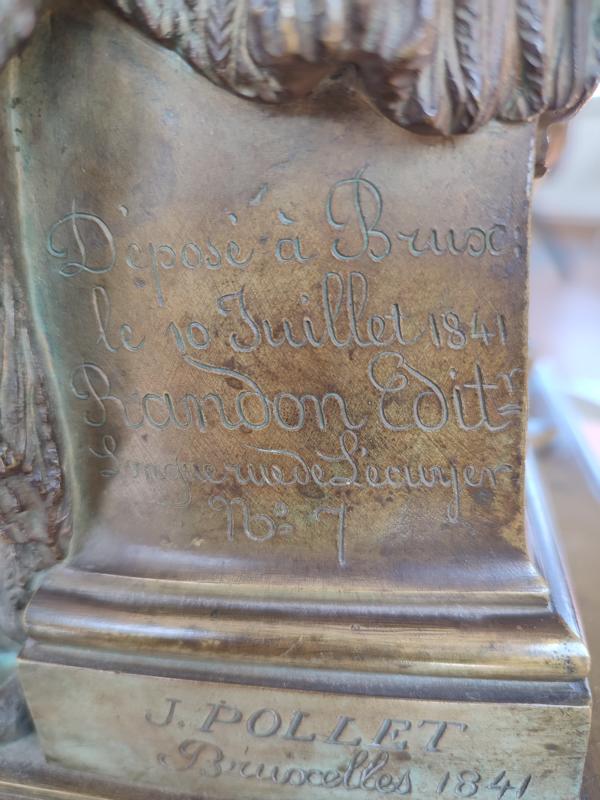 Déposé à Brux:
le 10 Juillet 1841
Randon Editr
Longue rue de L'écuyer
No: 7
J. POLLET
Bruxelles 1841